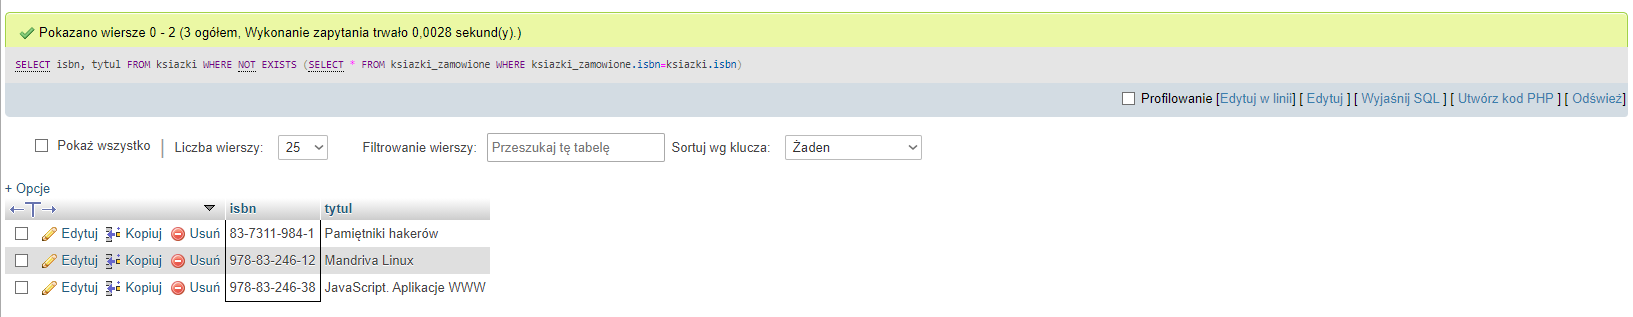 Pokazano wiersze 0 - 2 (3 ogółem, Wykonanie zapytania trwało 0,0028 sekund(y).)
SELECT isbn, tytul FROM ksiazki WHERE NOT EXISTS (SELECT * FROM ksiazki_zamowione WHERE ksiazki_zamowione.isbn=ksiazki.isbn)
Profilowanie [Edytuj w linii] [ Edytuj ] [ Wyjaśnij SQL ] [ Utwórz kod PHP ] [ Odśwież]
Pokaż wszystko | Liczba wierszy: 25 Filtrowanie wierszy: Przeszukaj tę tabelę Sortuj wg klucza: Żaden
+ Opcje
←T→ isbn tytul
Edytuj Kopiuj Usuń 83-7311-984-1 Pamiętniki hakerów
Edytuj Kopiuj Usuń 978-83-246-12 Mandriva Linux
Edytuj Kopiuj Usuń 978-83-246-38 JavaScript. Aplikacje WWW